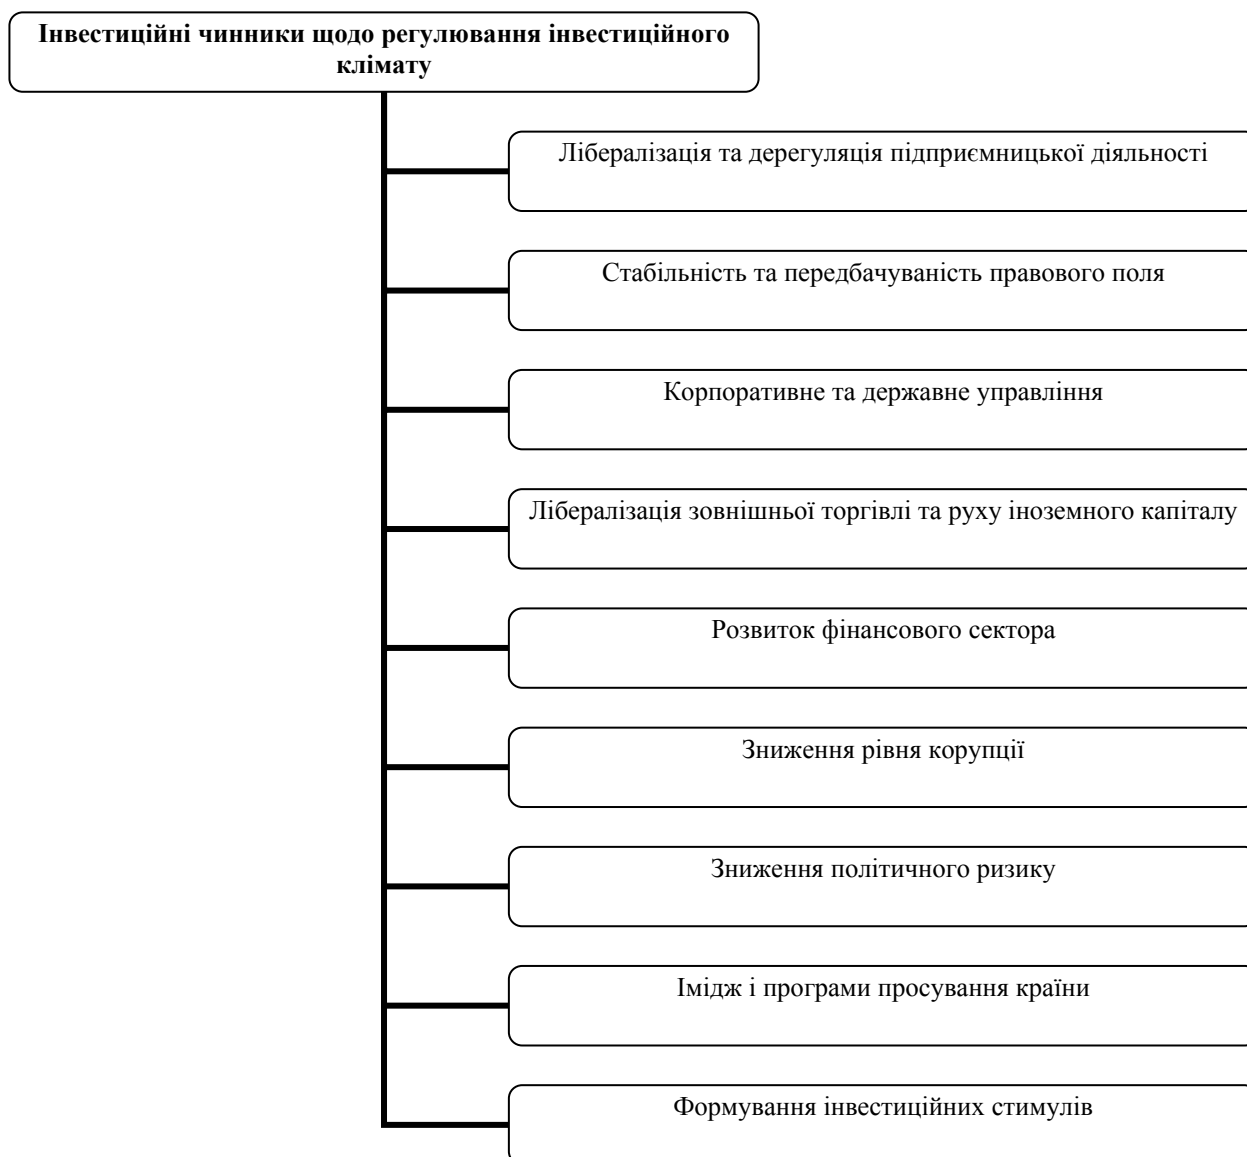 Інвестиційні чинники щодо регулювання інвестиційного
клімату
Лібералізація та дерегуляція підприємницької діяльності
Стабільність та передбачуваність правового поля
Корпоративне та державне управління
Лібералізація зовнішньої торгівлі та руху іноземного капіталу
Розвиток фінансового сектора
Зниження рівня корупції
Зниження політичного ризику
Імідж і програми просування країни
Формування інвестиційних стимулів